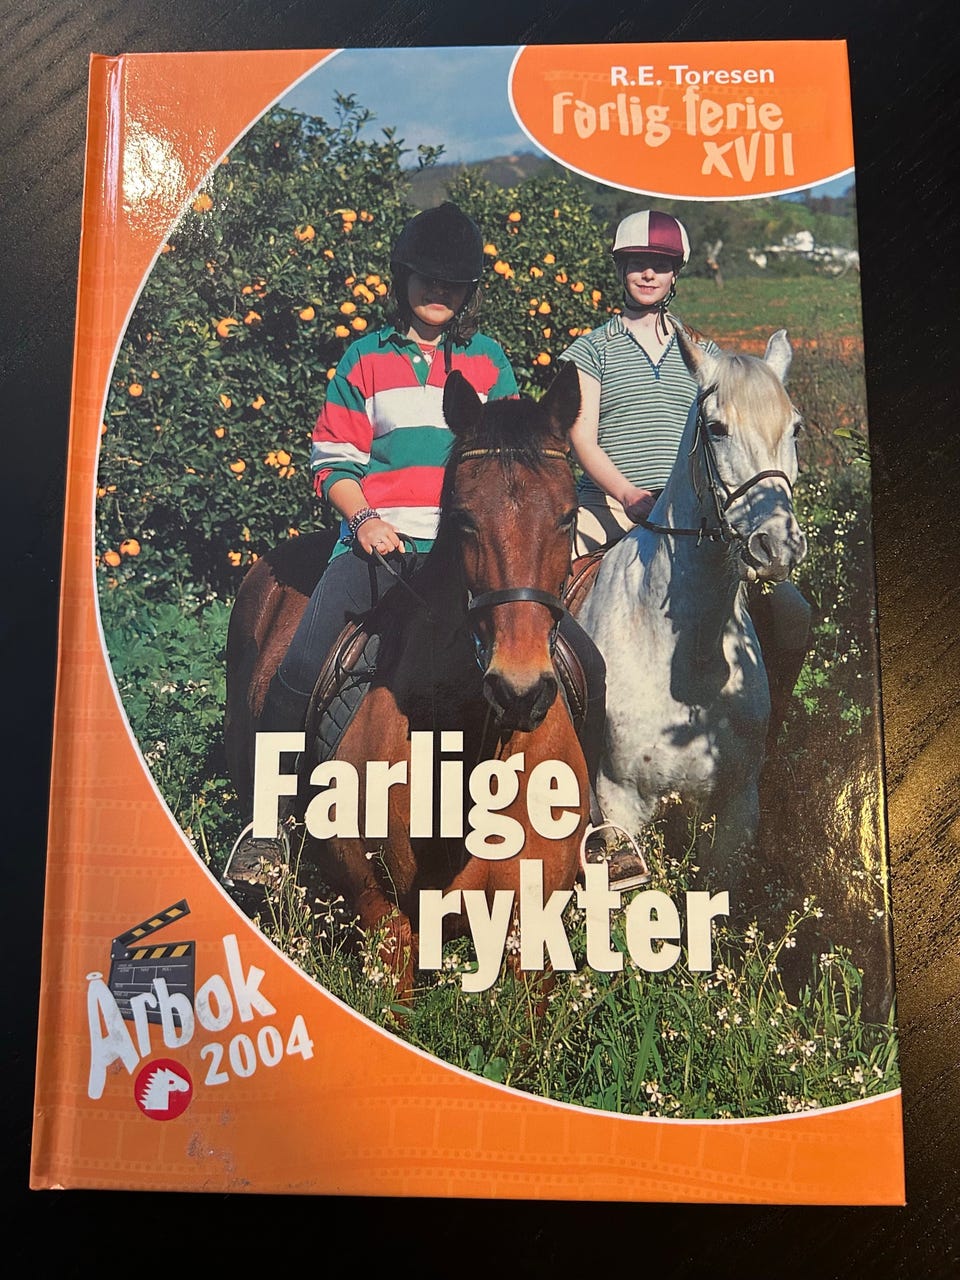 R.E. Toresen
Farlig ferie
XVII
Farlige
rykter
Årbok
2004